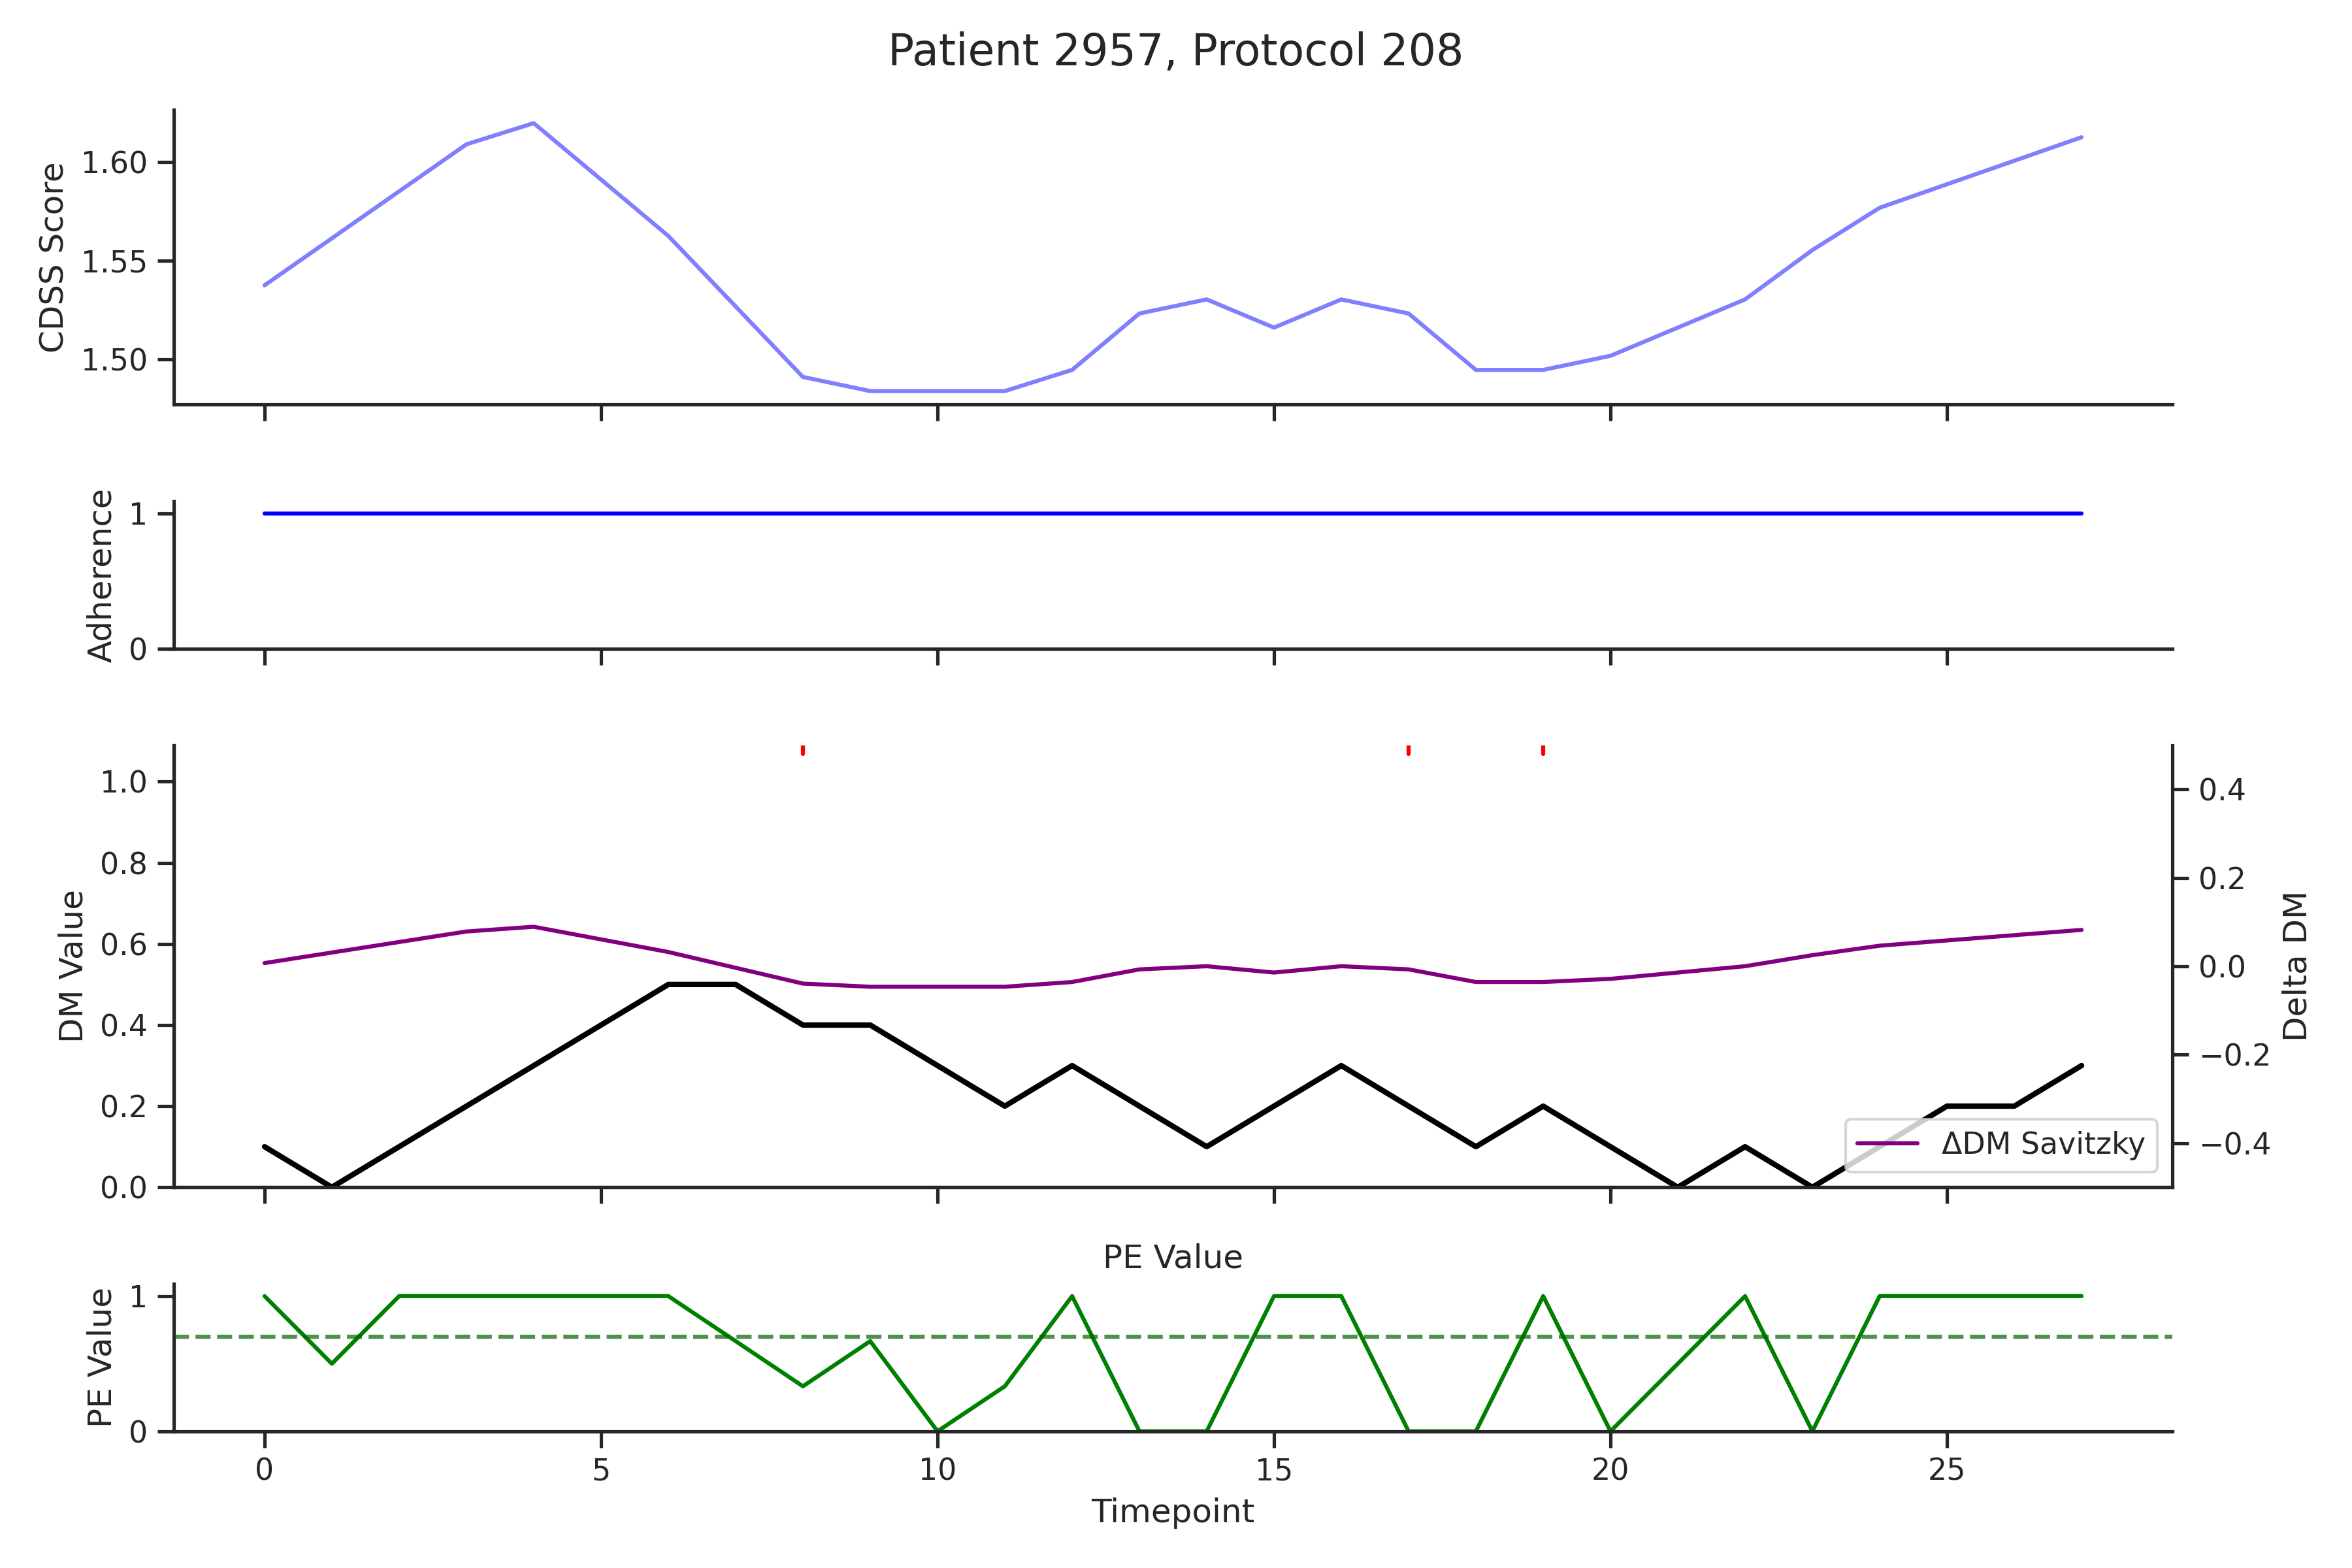 Patient 2957, Protocol 208
CDSS Score
1.60
1.55
1.50
Adherence
1
0
DM Value
1.0
0.8
0.6
0.4
0.2
0.0
Delta DM
0.4
0.2
0.0
−0.2
−0.4
ΔDM Savitzky
PE Value
PE Value
1
0
0 5 10 15 20 25
Timepoint